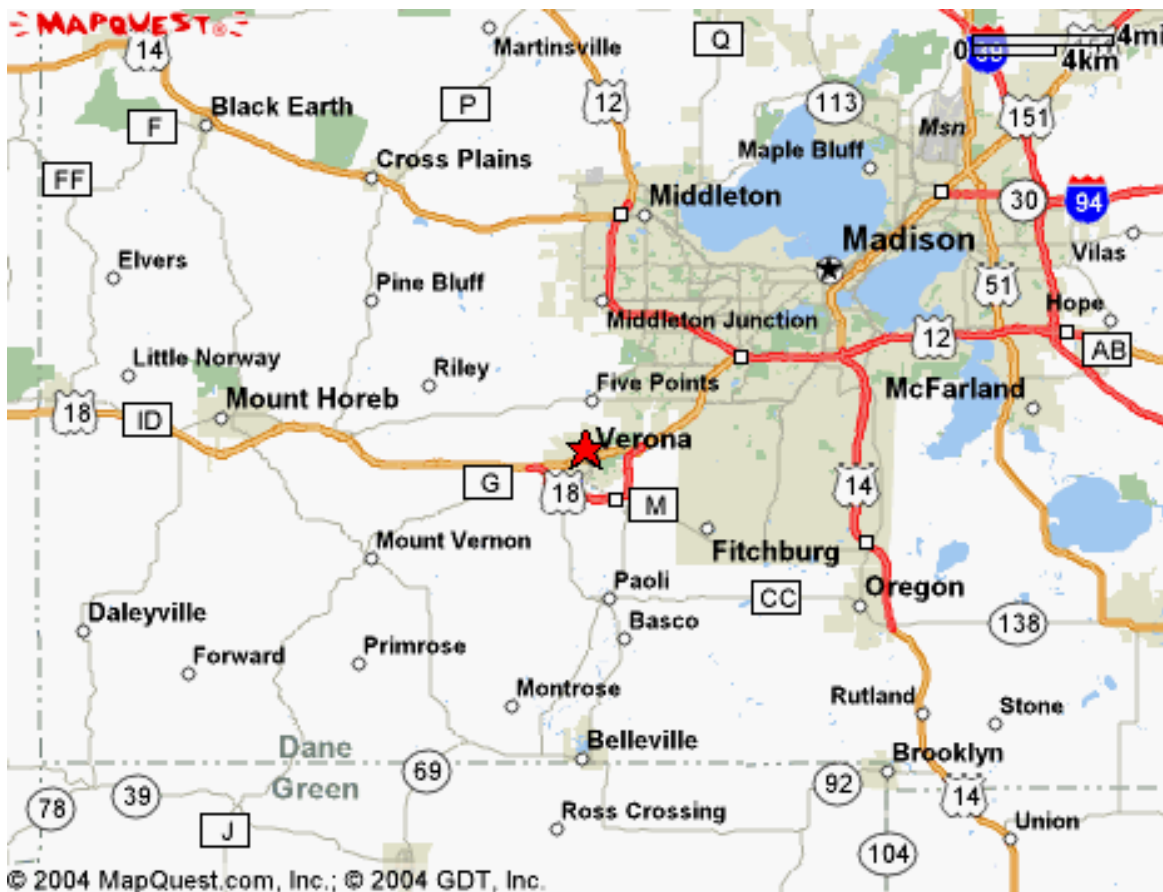 MAPQUEST®
14
Martinsville
Q
0 4mi
4km
39
151
12
113
151
P
F
Black Earth
Msn
Maple Bluff
Cross Plains
FF
Middleton
30
94
Madison
Vilas
Elvers
Pine Bluff
51
Hope
Middleton Junction
12
AB
Little Norway
Riley
Five Points
McFarland
18
ID
Mount Horeb
Verona
G
18
M
14
Mount Vernon
Fitchburg
Paoli
CC
Oregon
Daleyville
Basco
138
Forward
Primrose
Montrose
Rutland
Stone
Dane
Belleville
Brooklyn
Green
69
92
78
39
14
J
Ross Crossing
Union
104
© 2004 MapQuest.com, Inc.; © 2004 GDT, Inc.